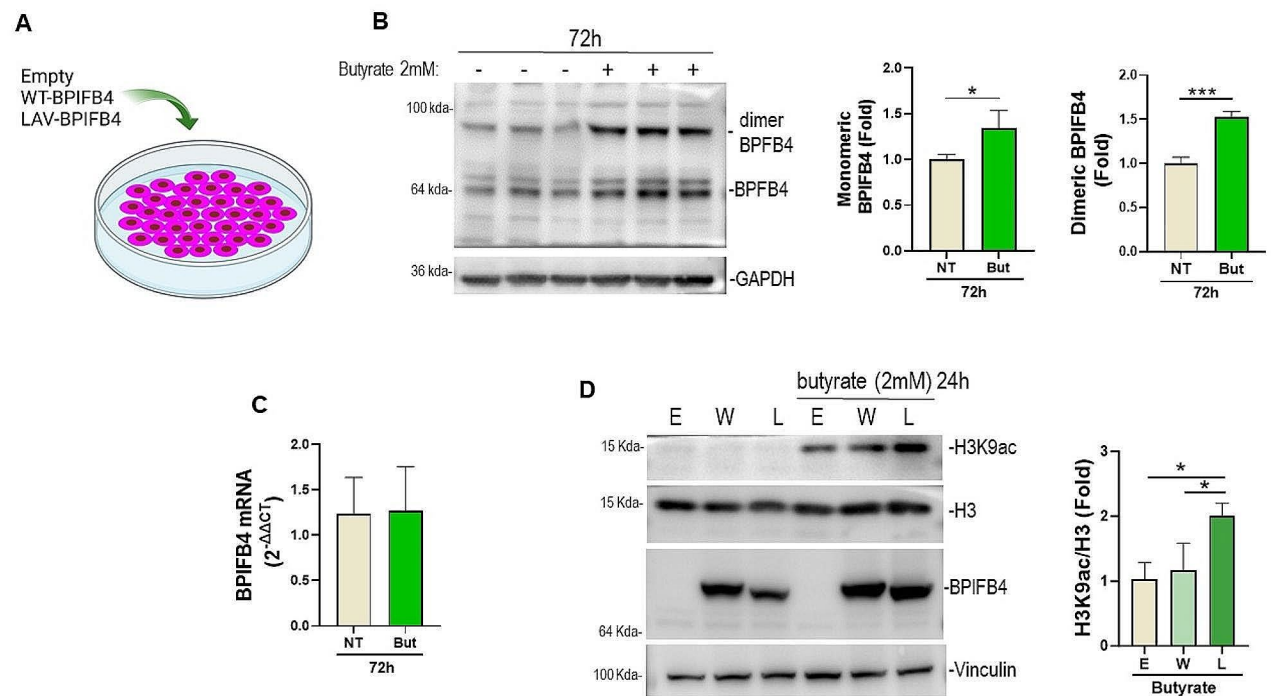 A
Empty
WT-BPIFB4
LAV-BPIFB4
B
72h
Butyrate 2mM: - - - + + +
100 kda-
- dimer
BPFB4
64 kda-
-BPFB4
36 kda-
-GAPDH
Monomeric
BPIFB4 (Fold)
2.0
1.5
1.0
0.5
0.0
*
NT But
72h
Dimeric BPIFB4
(Fold)
2.0
1.5
1.0
0.5
0.0
***
NT But
72h
C
BPIFB4 mRNA
(2-ΔΔCT)
2.0
1.5
1.0
0.5
0.0
NT But
72h
D
butyrate (2mM) 24h
E W L E W L
15 Kda-
-H3K9ac
15 Kda-
-H3
-BPIFB4
64 Kda-
100 Kda-
-Vinculin
H3K9ac/H3 (Fold)
3
2
1
0
*
*
E W L
Butyrate